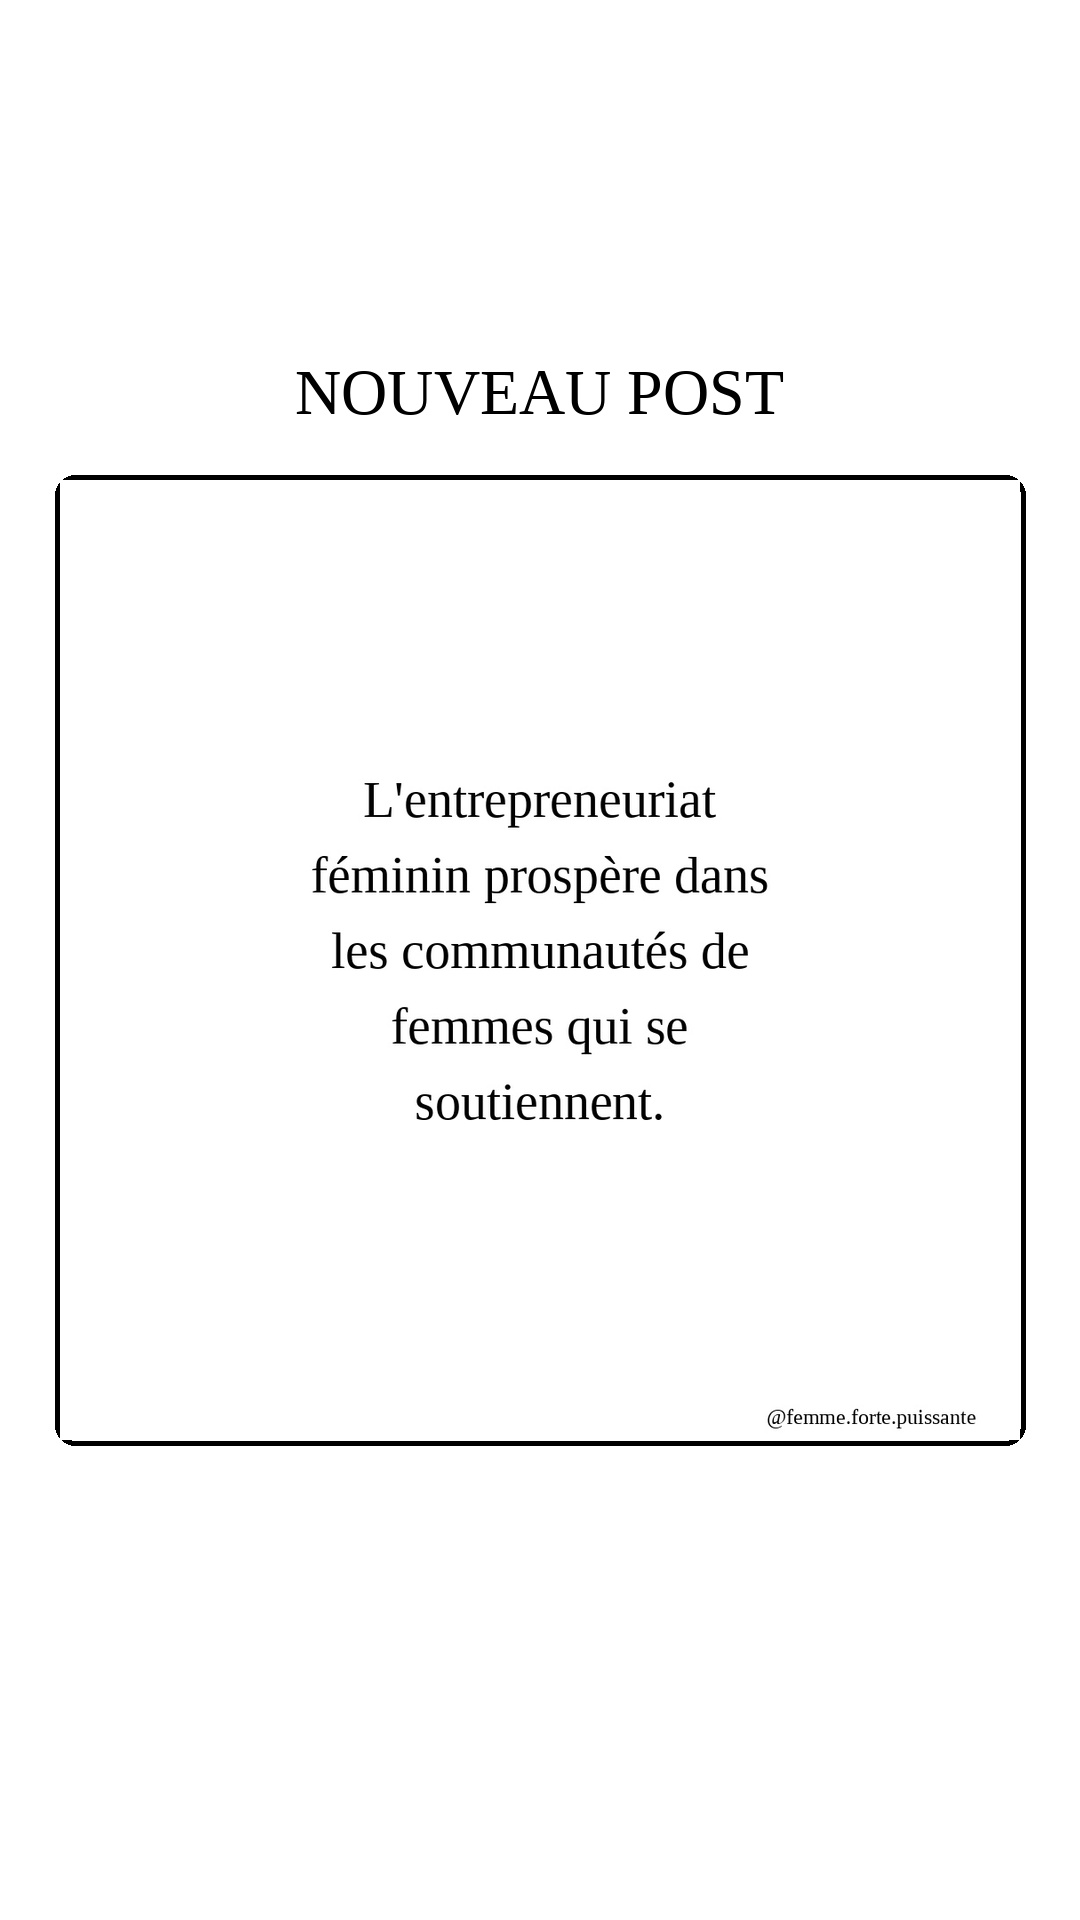 NOUVEAU POST
L'entrepreneuriat
féminin prospère dans
les communautés de
femmes qui se
soutiennent.
@femme.forte.puissante